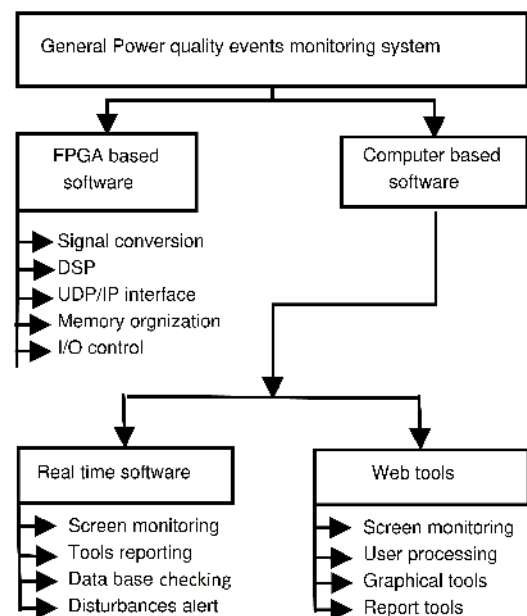 General Power quality events monitoring system
FPGA based
software
Computer based
software
Signal conversion
DSP
UDP/IP interface
Memory orgnization
I/O control
Real time software
Web tools
Screen monitoring
Tools reporting
Data base checking
Disturbances alert
Screen monitoring
User processing
Graphical tools
Report tools